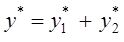 y* = y₁* + y₂*